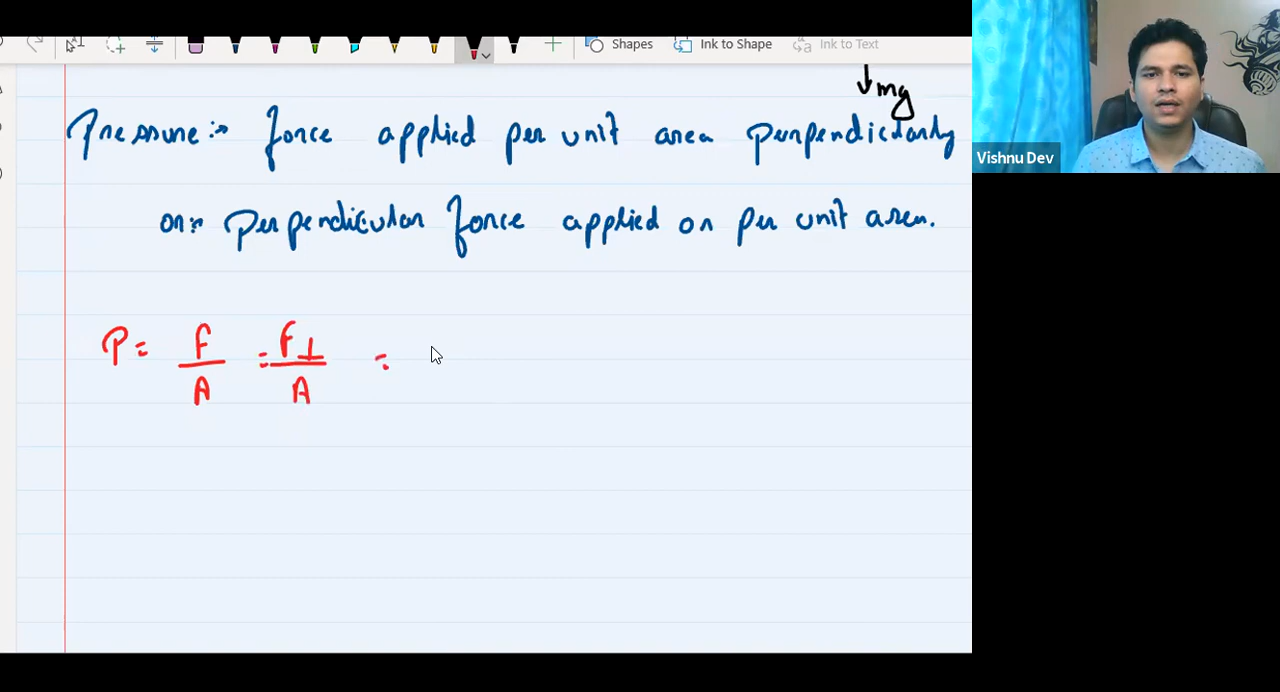 Shapes Ink to Shape Ink to Text
mg
Pressure:→ force applied per unit area perpendicularly
or:→ perpendicular force applied on per unit area.
P = F/A = F⊥/A =
Vishnu Dev